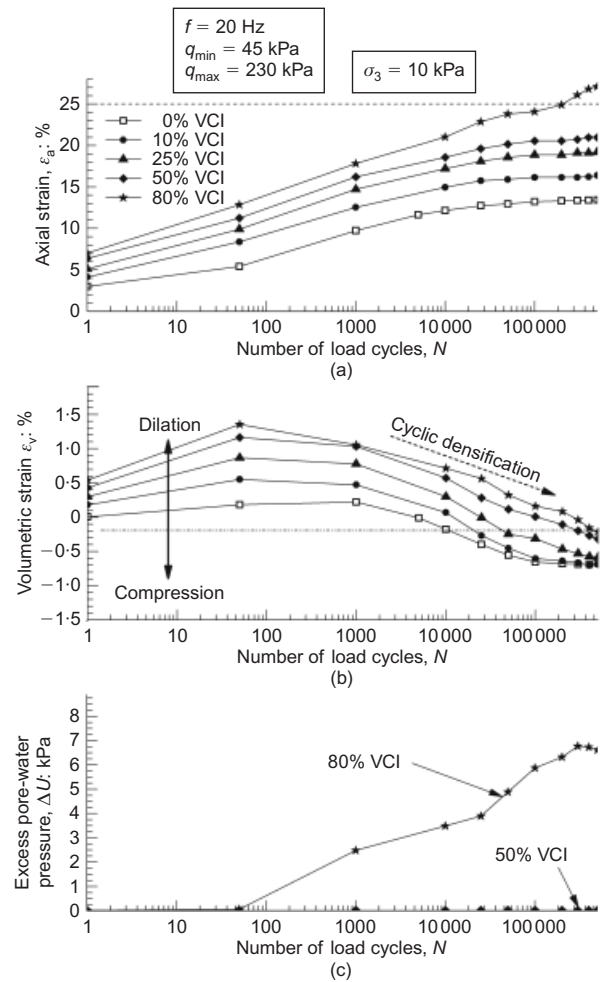 f = 20 Hz
qmin = 45 kPa
qmax = 230 kPa
σ3 = 10 kPa
Axial strain, εa: %
25
20
15
10
5
0
0% VCI
10% VCI
25% VCI
50% VCI
80% VCI
1 10 100 1000 10 000 100 000
Number of load cycles, N
(a)
Volumetric strain εv: %
1·5
1·0
0·5
0
−0·5
−1·0
−1·5
Dilation
Compression
Cyclic densification
1 10 100 1000 10 000 100 000
Number of load cycles, N
(b)
Excess pore-water
pressure, ΔU: kPa
8
7
6
5
4
3
2
1
0
80% VCI
50% VCI
1 10 100 1000 10 000 100 000
Number of load cycles, N
(c)